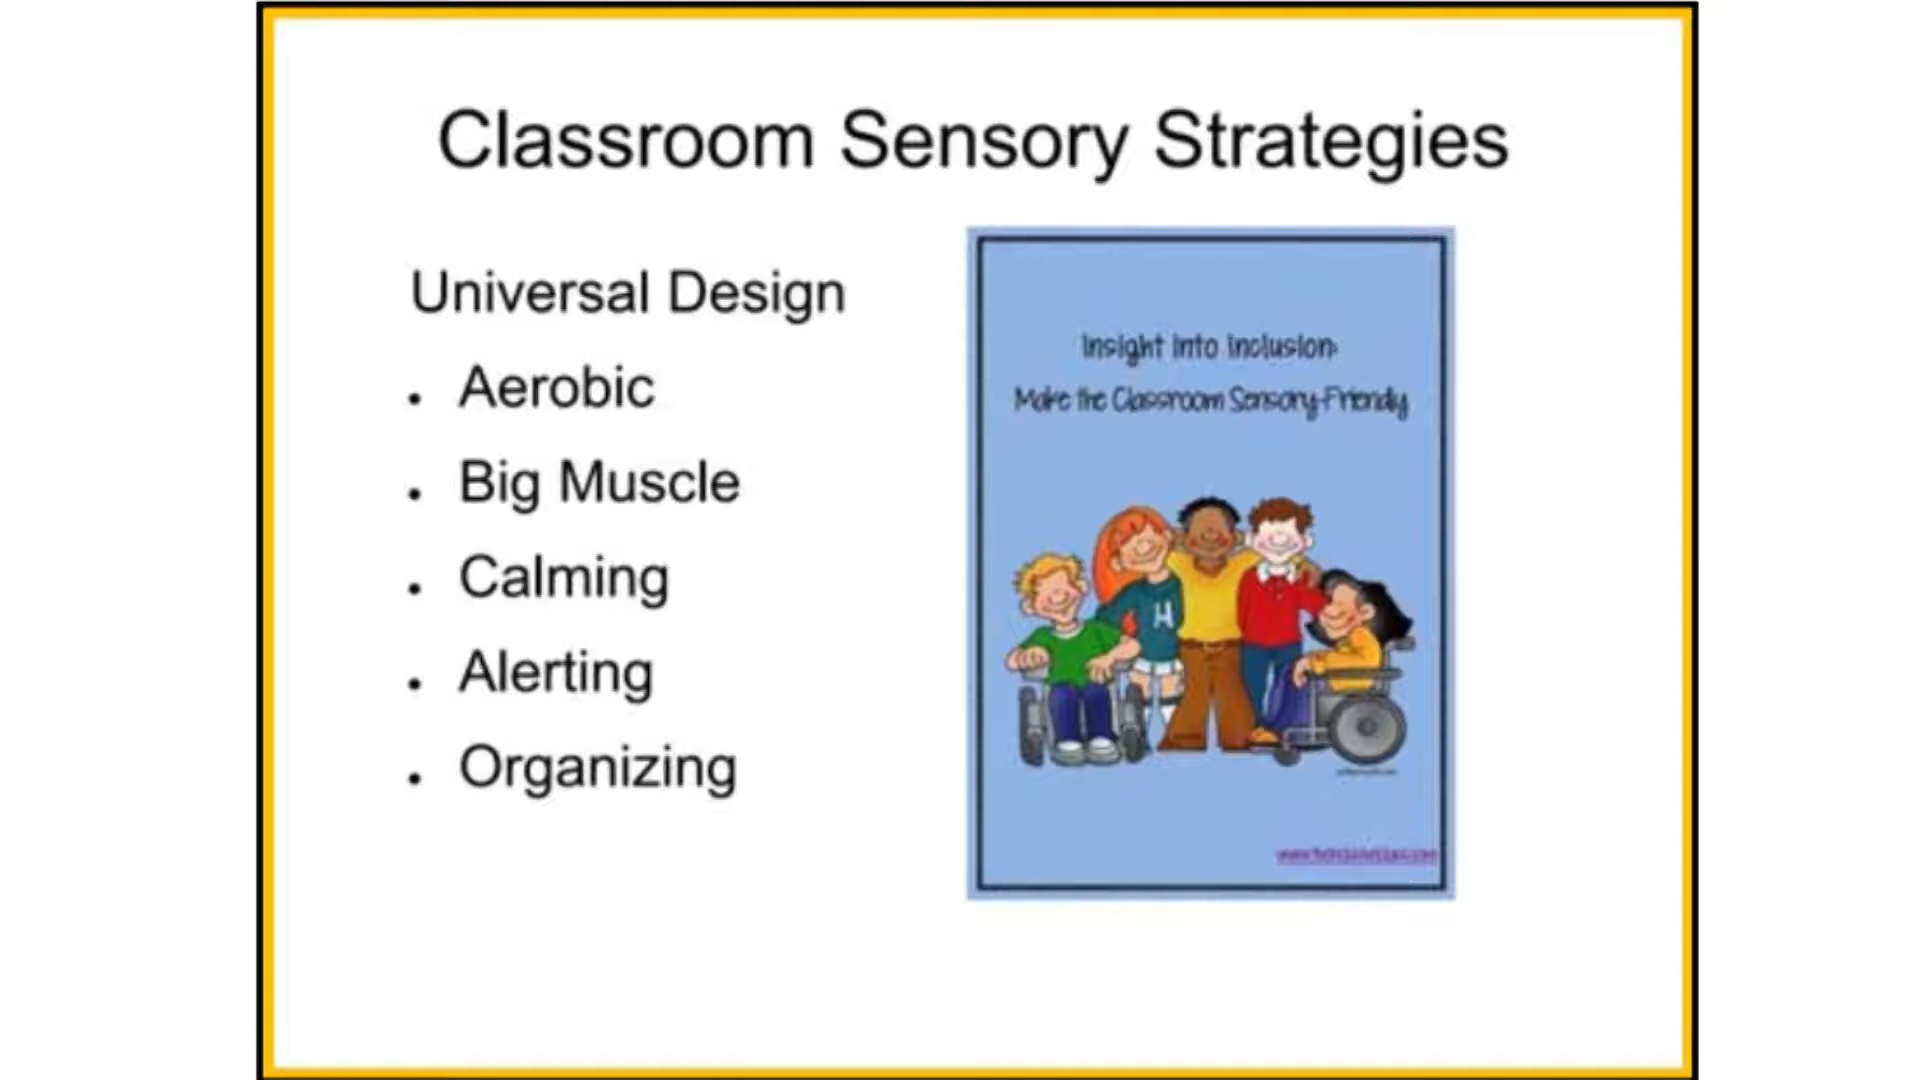 Classroom Sensory Strategies
Universal Design
. Aerobic
. Big Muscle
. Calming
. Alerting
. Organizing
Insight into Inclusion:
Make the Classroom Sensory-Friendly
H